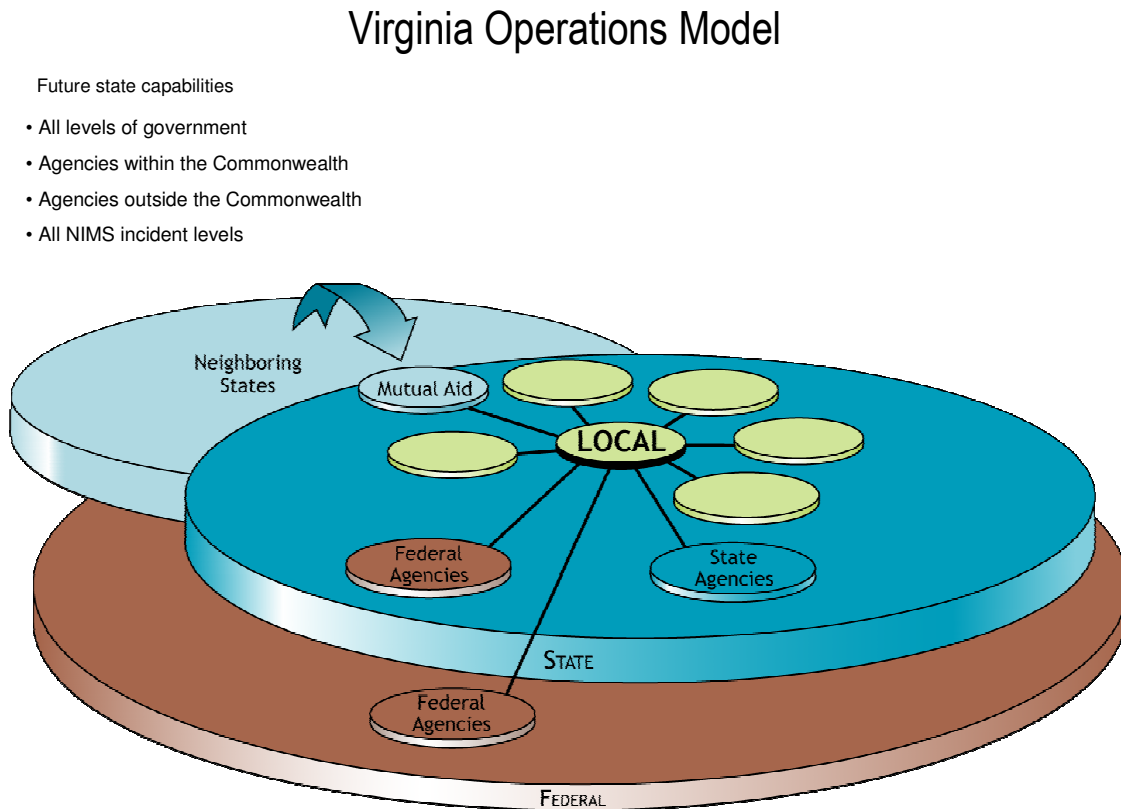 Virginia Operations Model
Future state capabilities
• All levels of government
• Agencies within the Commonwealth
• Agencies outside the Commonwealth
• All NIMS incident levels
Neighboring
States
Mutual Aid
LOCAL
Federal
Agencies
State
Agencies
STATE
Federal
Agencies
FEDERAL